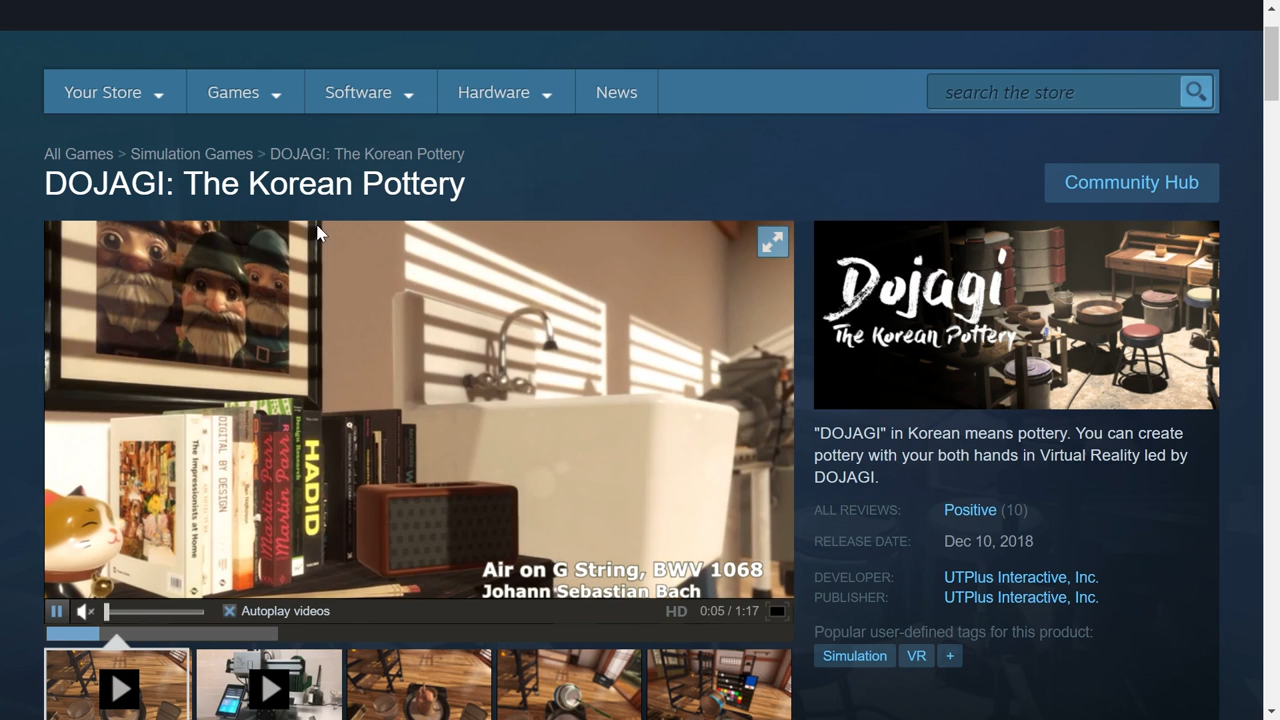 Your Store
Games
Software
Hardware
News
search the store
All Games > Simulation Games > DOJAGI: The Korean Pottery
DOJAGI: The Korean Pottery
Community Hub
The Impressionists at Home
DIGITAL BY DESIGN
Martin Parr
Martin Parr
Design Research
HADID
Air on G String, BWV 1068
Johann Sebastian Bach
Autoplay videos
HD
0:05 / 1:17
Dojagi
The Korean Pottery
"DOJAGI" in Korean means pottery. You can create
pottery with your both hands in Virtual Reality led by
DOJAGI.
ALL REVIEWS: Positive (10)
RELEASE DATE: Dec 10, 2018
DEVELOPER: UTPlus Interactive, Inc.
PUBLISHER: UTPlus Interactive, Inc.
Popular user-defined tags for this product:
Simulation
VR
+